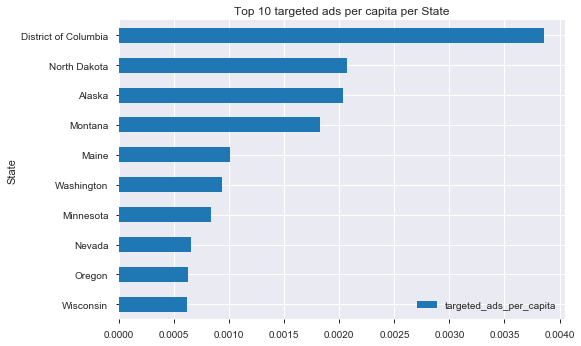 Top 10 targeted ads per capita per State
State
District of Columbia
North Dakota
Alaska
Montana
Maine
Washington
Minnesota
Nevada
Oregon
Wisconsin
targeted_ads_per_capita
0.0000 0.0005 0.0010 0.0015 0.0020 0.0025 0.0030 0.0035 0.0040